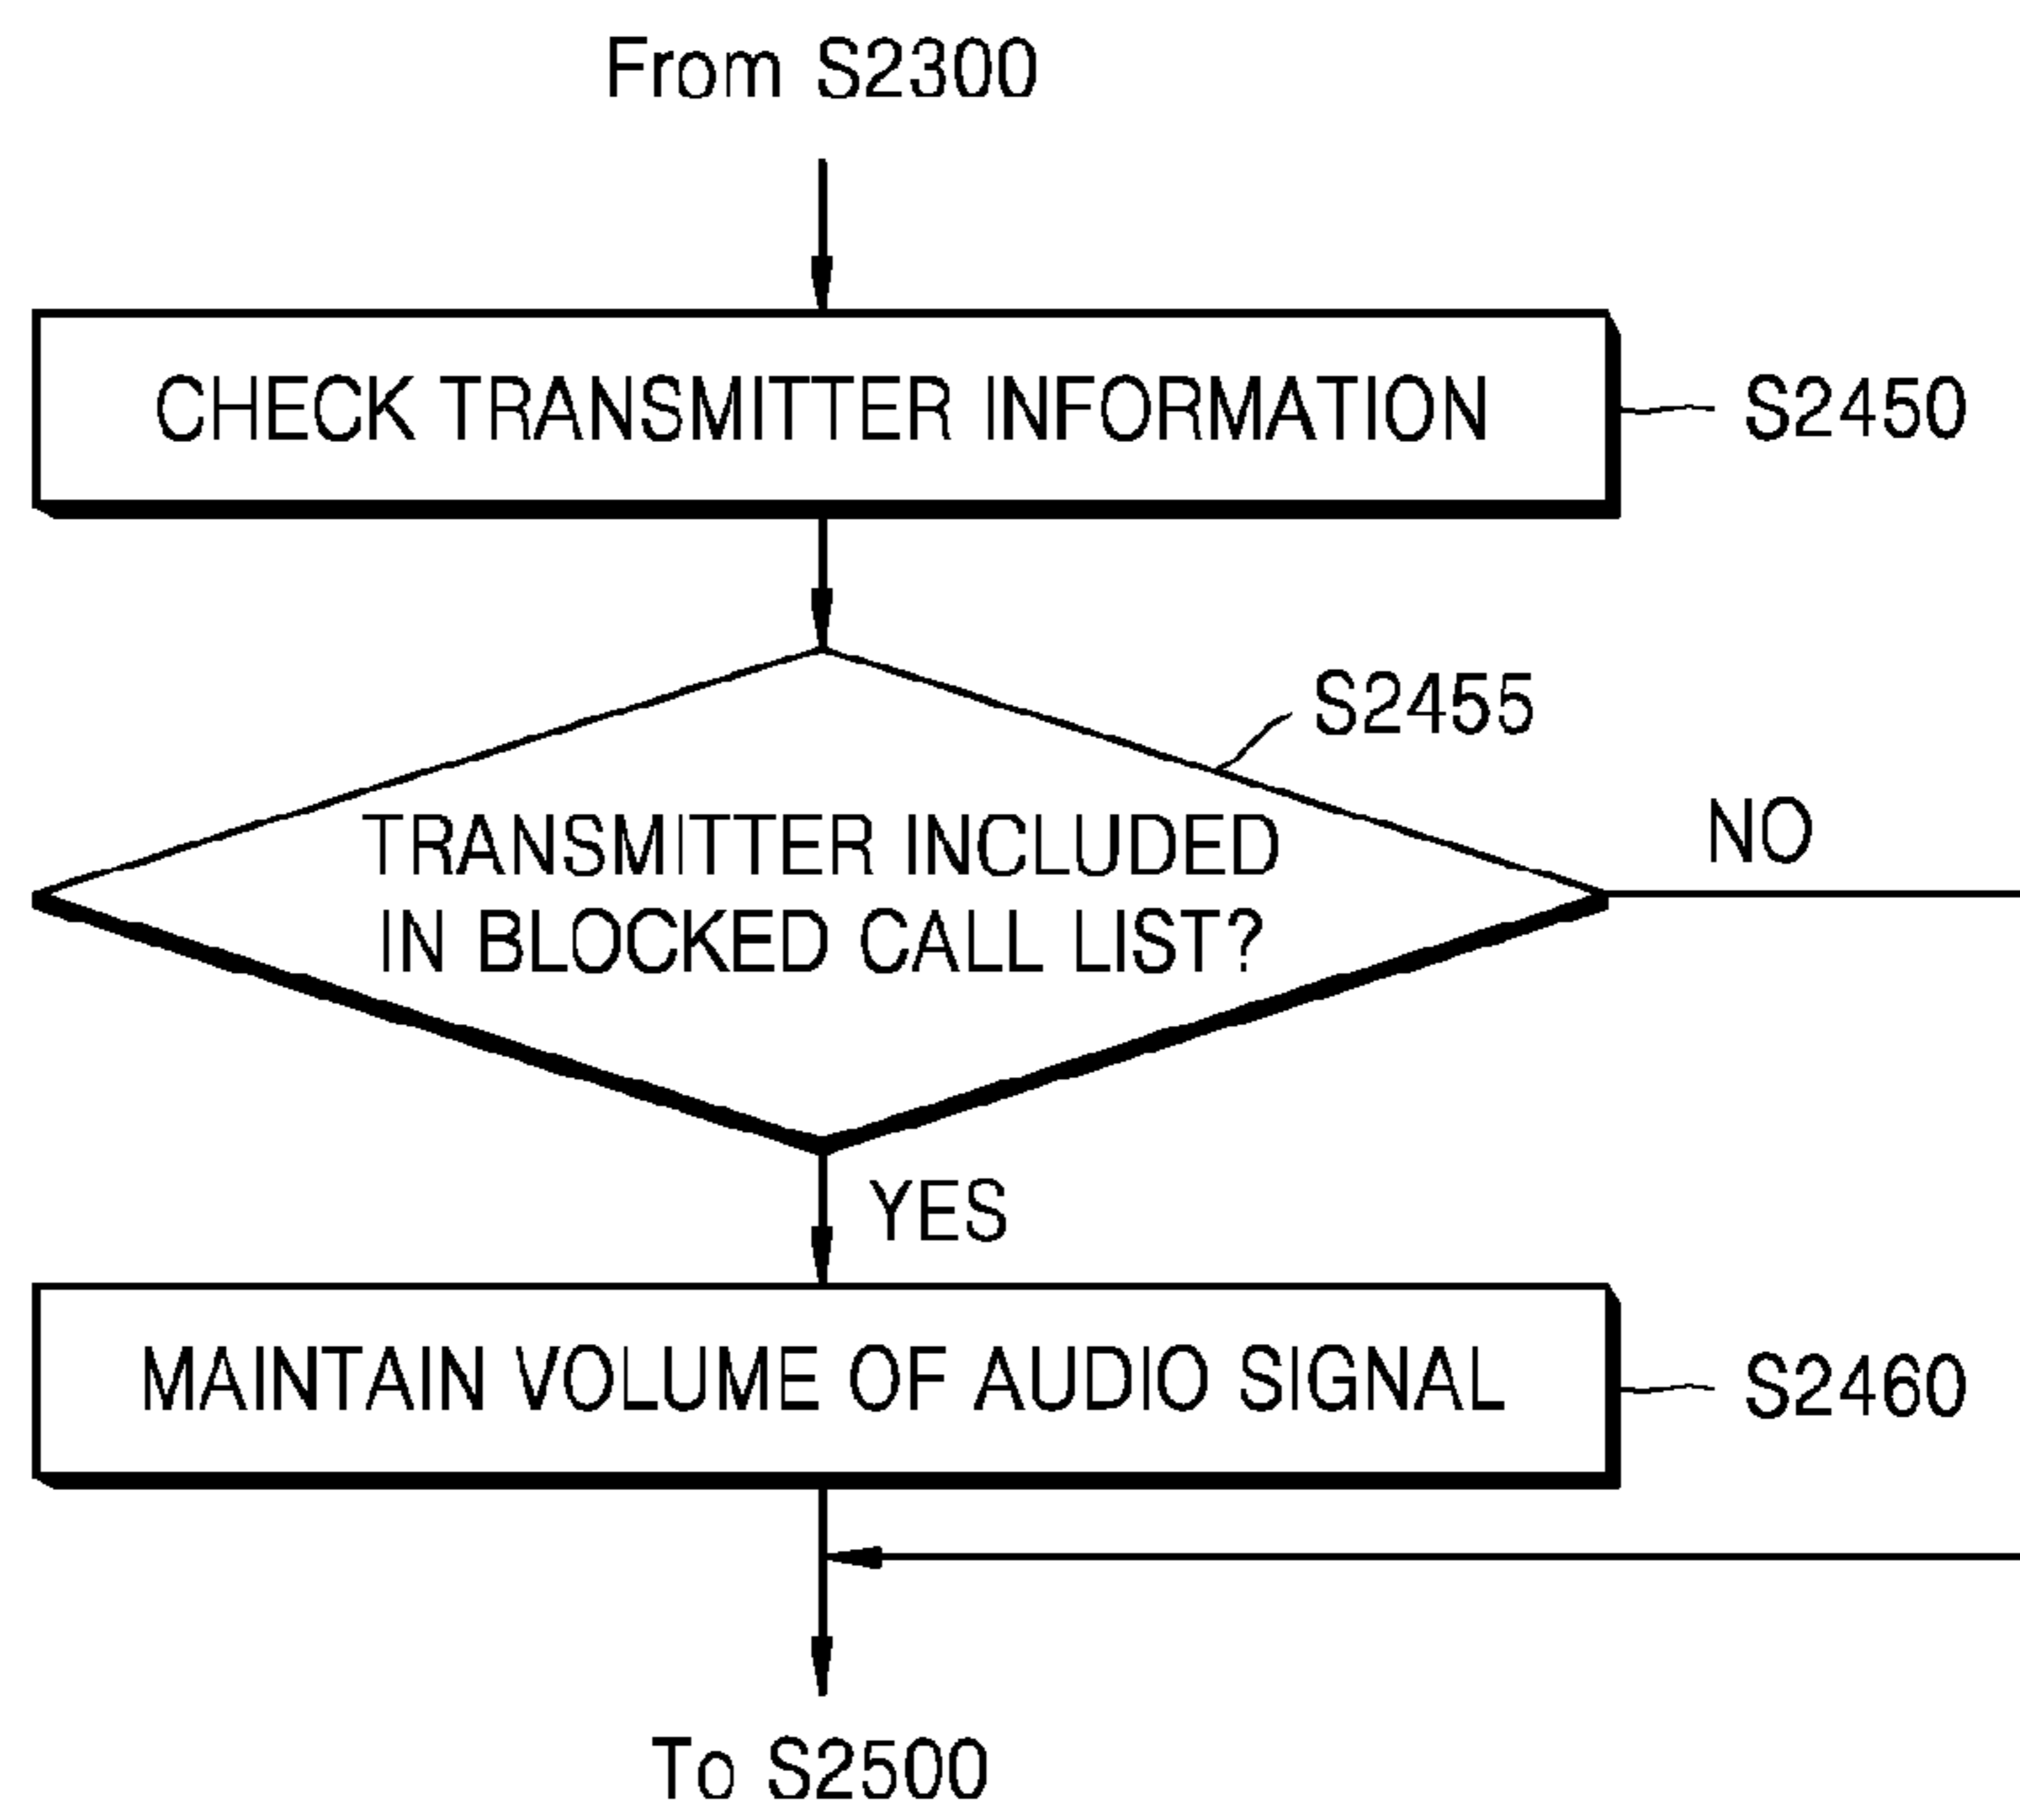 From S2300
CHECK TRANSMITTER INFORMATION
S2450
S2455
TRANSMITTER INCLUDED
IN BLOCKED CALL LIST?
NO
YES
MAINTAIN VOLUME OF AUDIO SIGNAL
S2460
To S2500